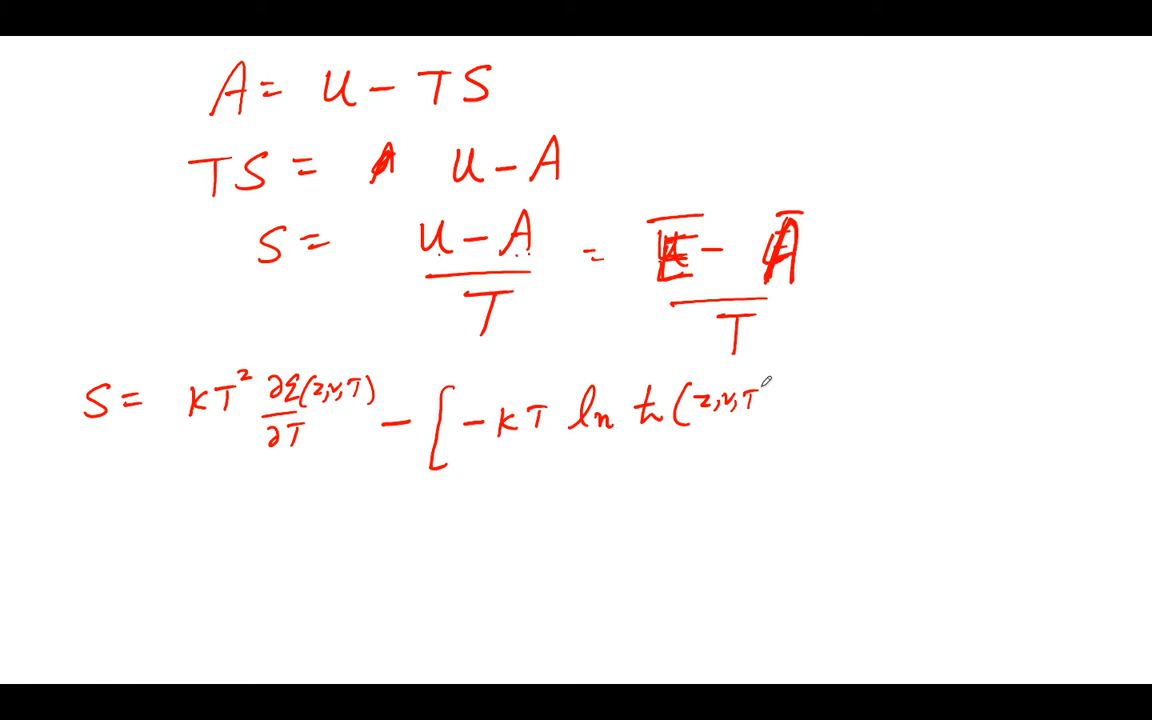 A = U - TS
TS = U - A
S = U - A / T = E - A / T
S = KT² ∂Σ(z,v,T) / ∂T - [ - KT ln ħ(z,v,T